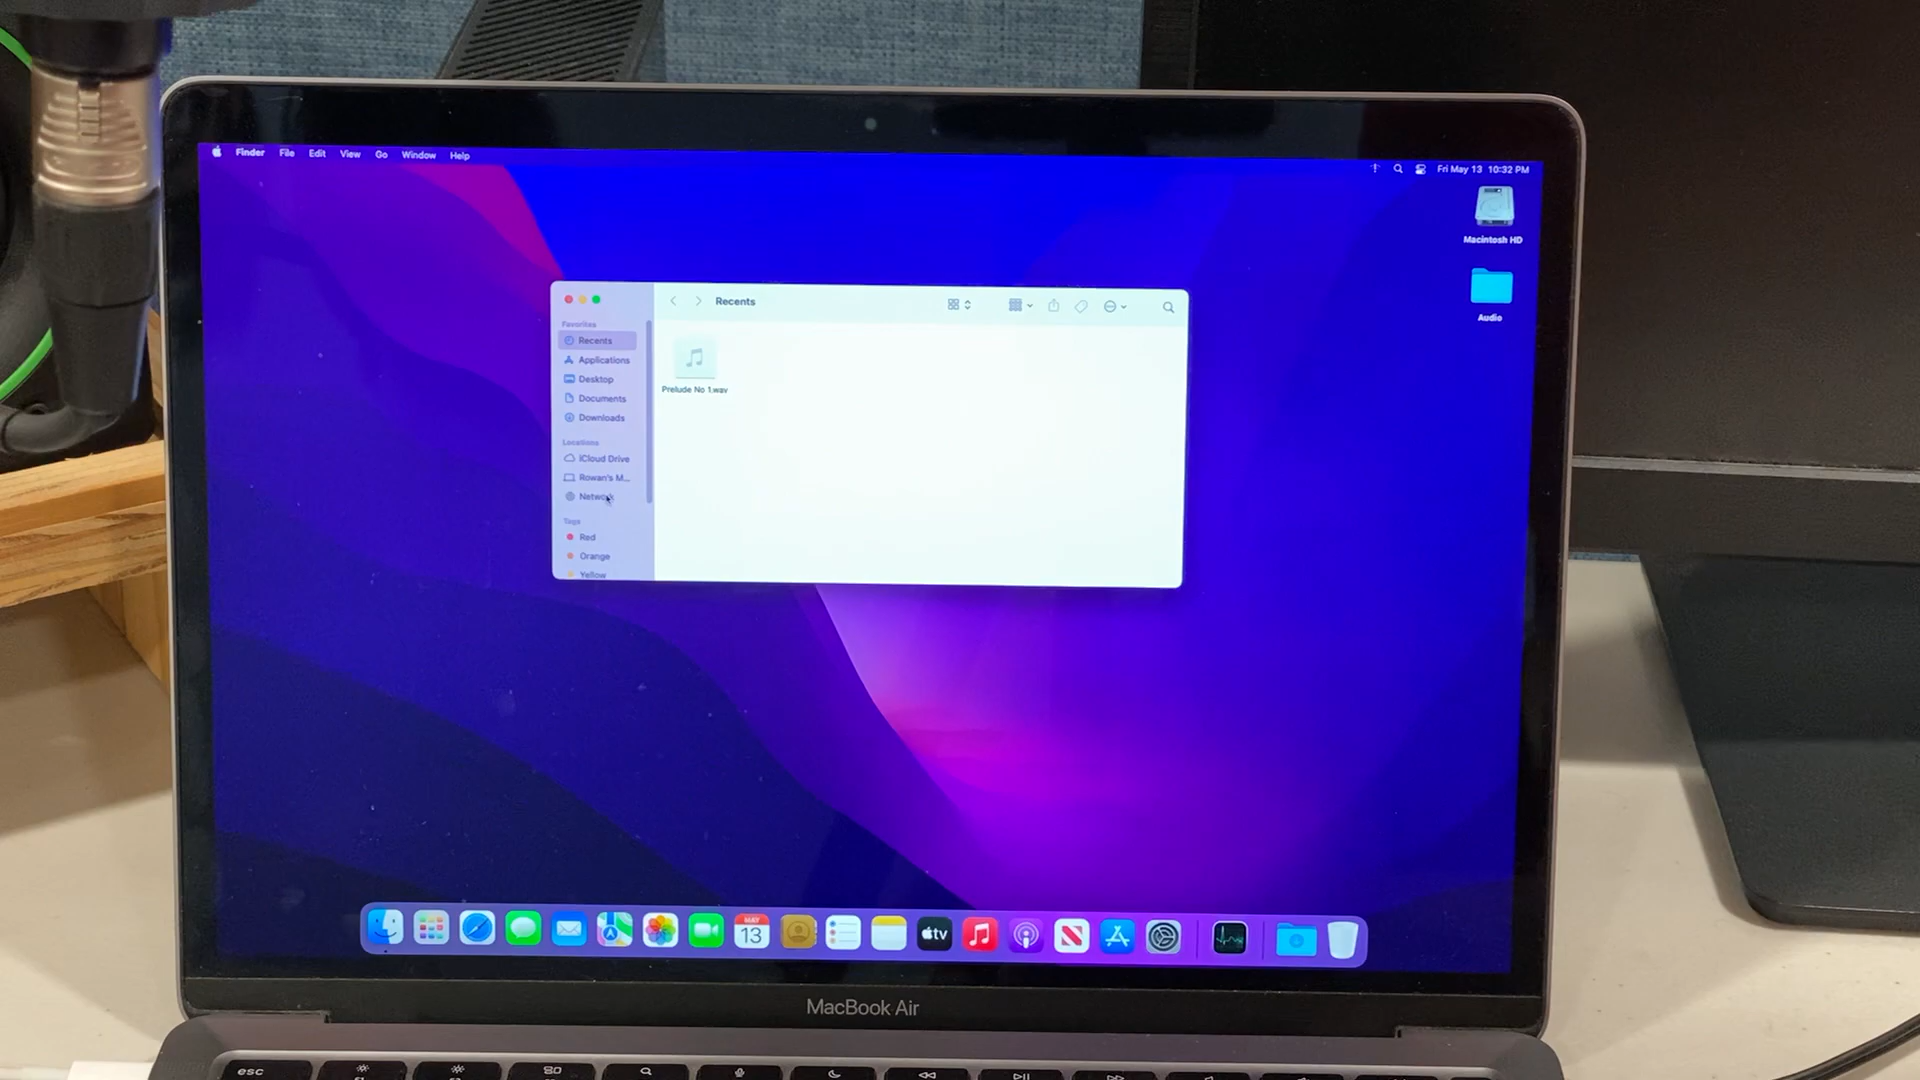 Finder File Edit View Go Window Help
Fri May 13 10:32 PM
Macintosh HD
Audio
Recents
Favorites
Recents
Applications
Desktop
Documents
Downloads
Locations
iCloud Drive
Rowan's M...
Network
Tags
Red
Orange
Yellow
Prelude No 1.wav
MAY
13
tv
MacBook Air
esc